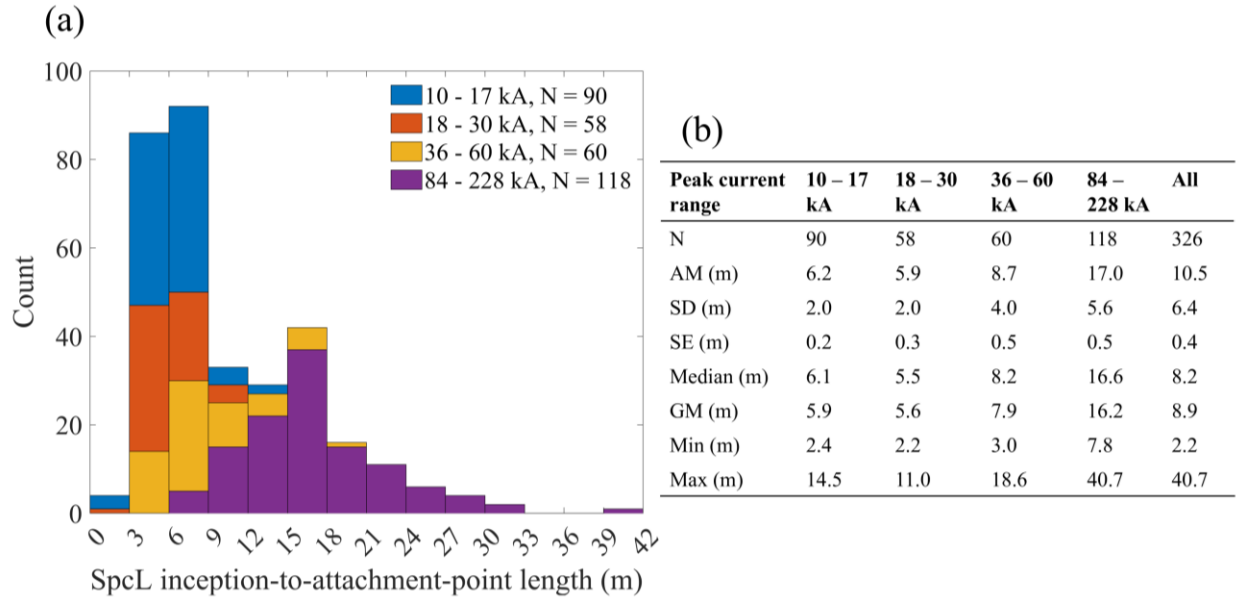 (a)
100
80
60
40
20
0
Count
10 - 17 kA, N = 90
18 - 30 kA, N = 58
36 - 60 kA, N = 60
84 - 228 kA, N = 118
0 3 6 9 12 15 18 21 24 27 30 33 36 39 42
SpcL inception-to-attachment-point length (m)
(b)
Peak current 10 – 17 18 – 30 36 – 60 84 – All
range kA kA kA 228 kA
N 90 58 60 118 326
AM (m) 6.2 5.9 8.7 17.0 10.5
SD (m) 2.0 2.0 4.0 5.6 6.4
SE (m) 0.2 0.3 0.5 0.5 0.4
Median (m) 6.1 5.5 8.2 16.6 8.2
GM (m) 5.9 5.6 7.9 16.2 8.9
Min (m) 2.4 2.2 3.0 7.8 2.2
Max (m) 14.5 11.0 18.6 40.7 40.7